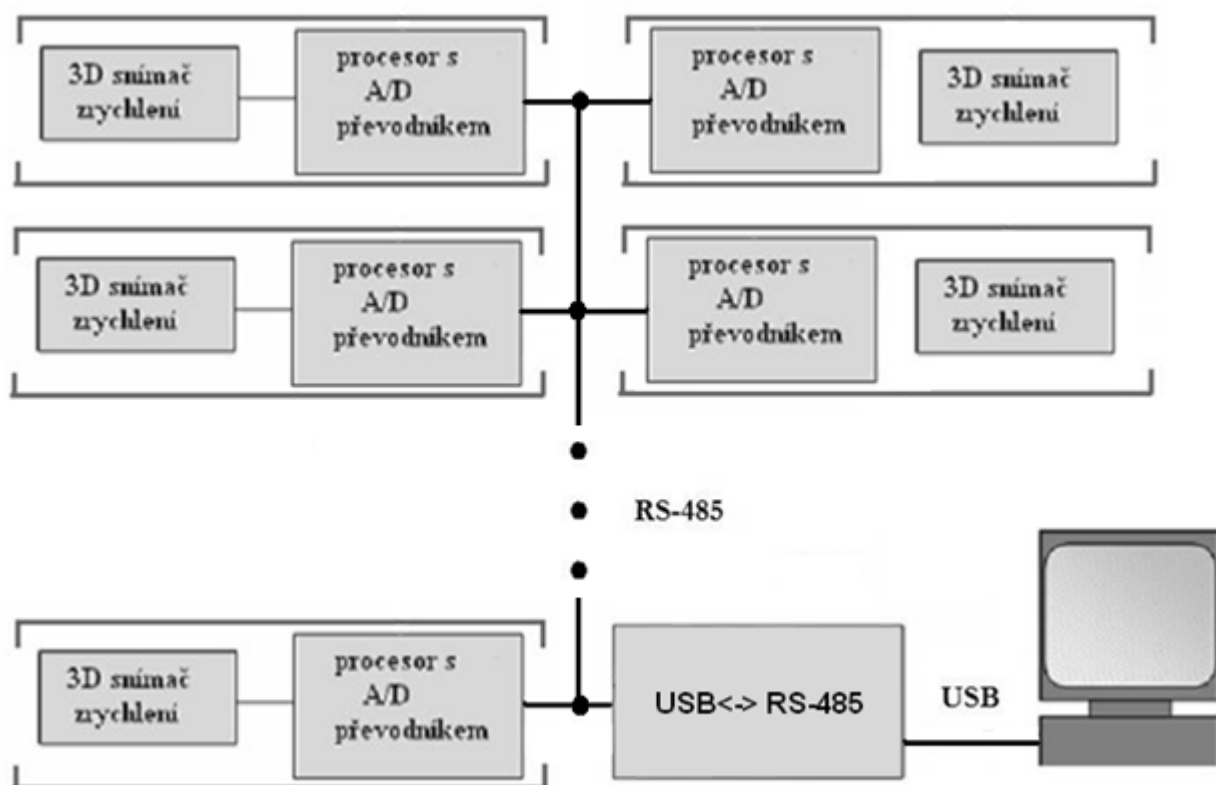 3D snímač
zrychlení
procesor s
A/D
převodníkem
procesor s
A/D
převodníkem
3D snímač
zrychlení
3D snímač
zrychlení
procesor s
A/D
převodníkem
procesor s
A/D
převodníkem
3D snímač
zrychlení
RS-485
3D snímač
zrychlení
procesor s
A/D
převodníkem
USB<-> RS-485
USB